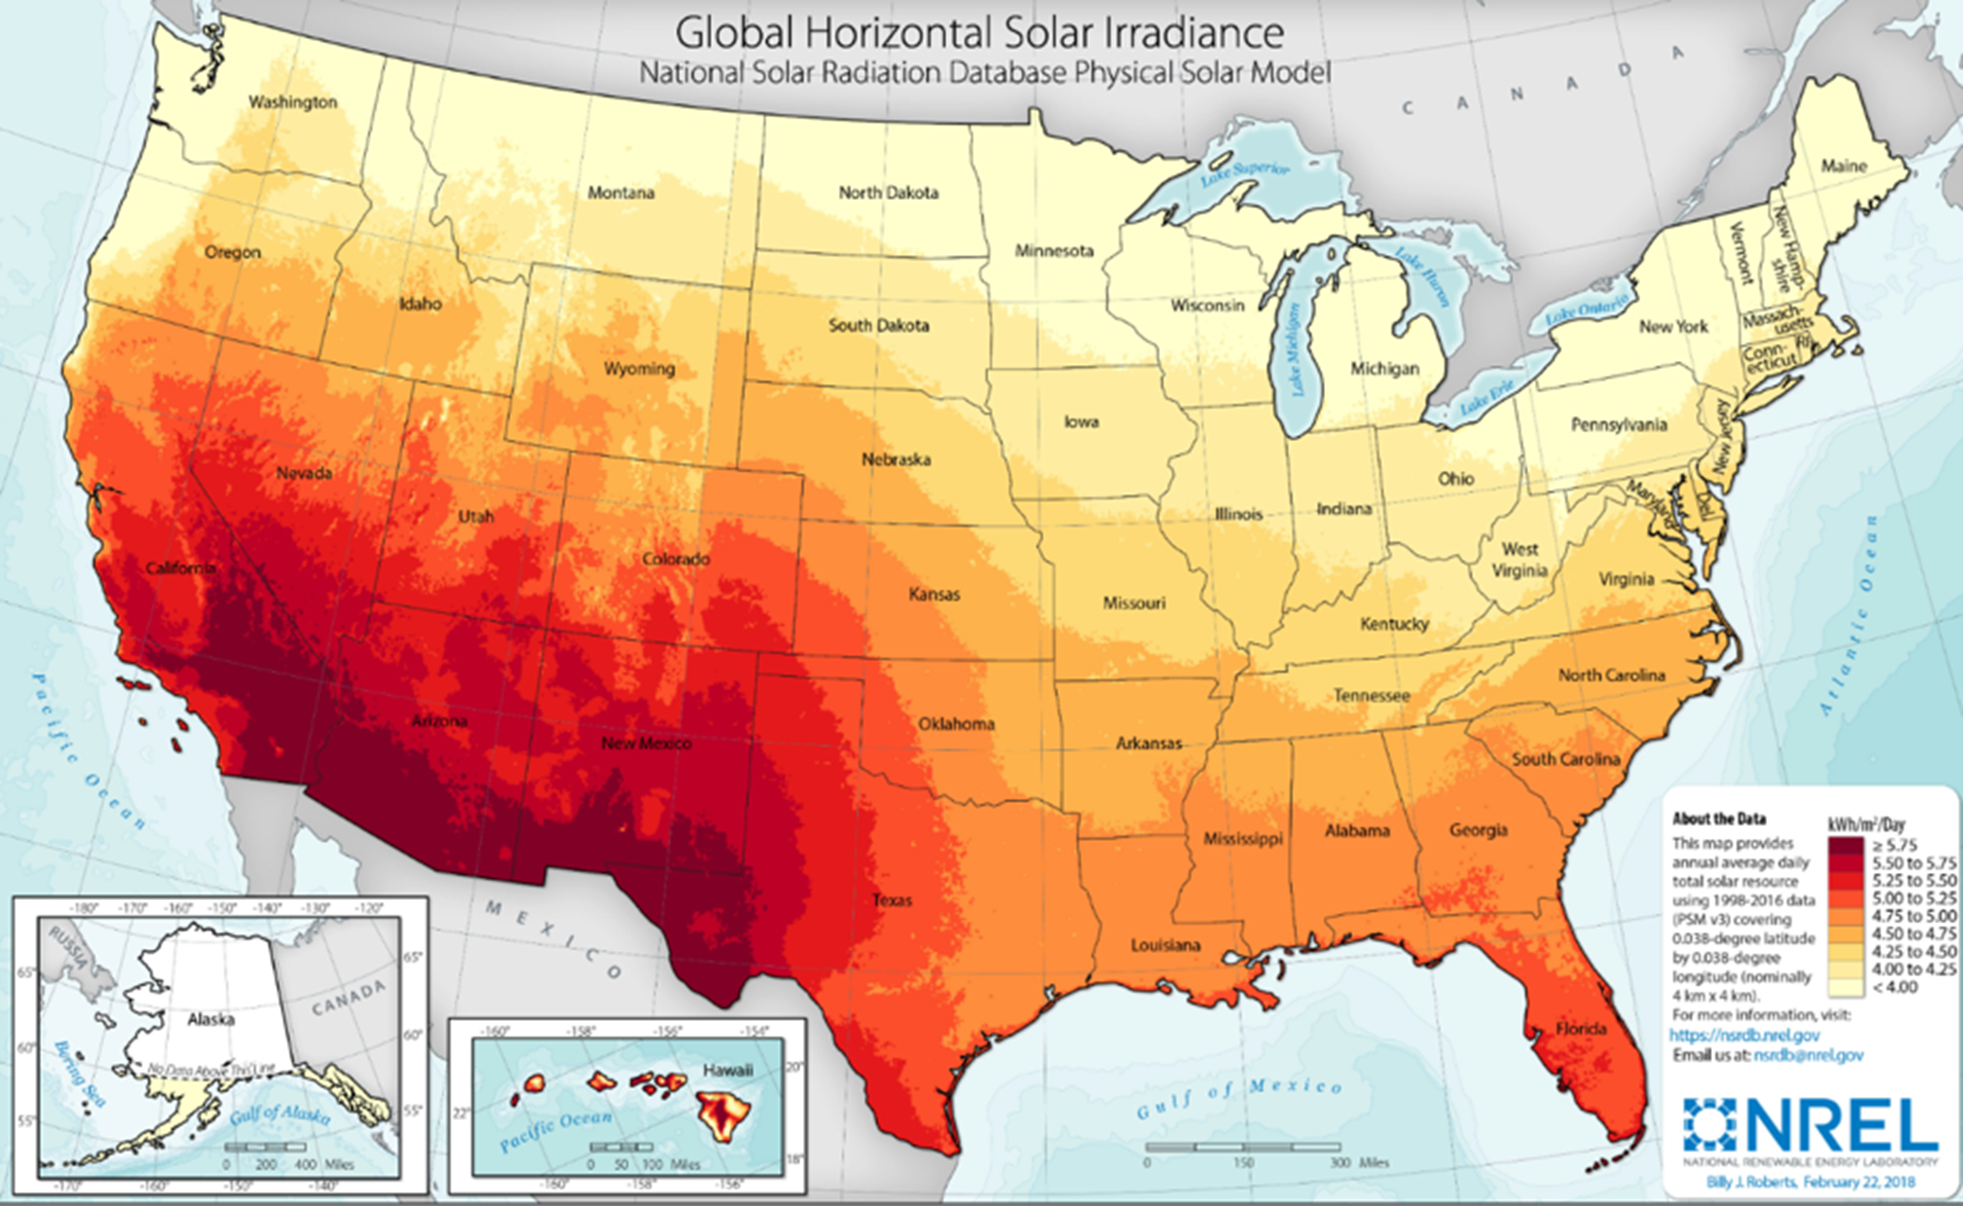 Global Horizontal Solar Irradiance
National Solar Radiation Database Physical Solar Model
C A N A D A
Washington
Montana
North Dakota
Minnesota
Lake Superior
Maine
Oregon
Idaho
Wyoming
South Dakota
Wisconsin
Lake Michigan
Lake Huron
Michigan
Lake Ontario
Lake Erie
New York
Vermont
New Hamp-
shire
Massach-
usetts
RI
Conn-
ecticut
Nevada
Utah
Colorado
Nebraska
Iowa
Illinois
Indiana
Ohio
Pennsylvania
New Jersey
Maryland
Del
California
Kansas
Missouri
Kentucky
West
Virginia
Virginia
Arizona
New Mexico
Oklahoma
Arkansas
Tennessee
North Carolina
South Carolina
Texas
Louisiana
Mississippi
Alabama
Georgia
Florida
Pacific Ocean
Atlantic Ocean
M E X I C O
Gulf of Mexico
0 150 300 Miles
-180° -170° -160° -150° -140° -130° -120°
RUSSIA
CANADA
65°
65°
Alaska
60°
60°
No Data Above This Line
Bering Sea
Gulf of Alaska
55°
55°
0 200 400 Miles
-170° -160° -150° -140°
-160° -158° -156° -154°
Hawaii
20°
22°
Pacific Ocean
0 50 100 Miles
18°
-160° -158° -156°
About the Data
This map provides
annual average daily
total solar resource
using 1998-2016 data
(PSM v3) covering
0.038-degree latitude
by 0.038-degree
longitude (nominally
4 km x 4 km).
For more information, visit:
https://nsrdb.nrel.gov
Email us at: nsrdb@nrel.gov
kWh/m²/Day
≥ 5.75
5.50 to 5.75
5.25 to 5.50
5.00 to 5.25
4.75 to 5.00
4.50 to 4.75
4.25 to 4.50
4.00 to 4.25
< 4.00
NREL
NATIONAL RENEWABLE ENERGY LABORATORY
Billy J. Roberts, February 22, 2018